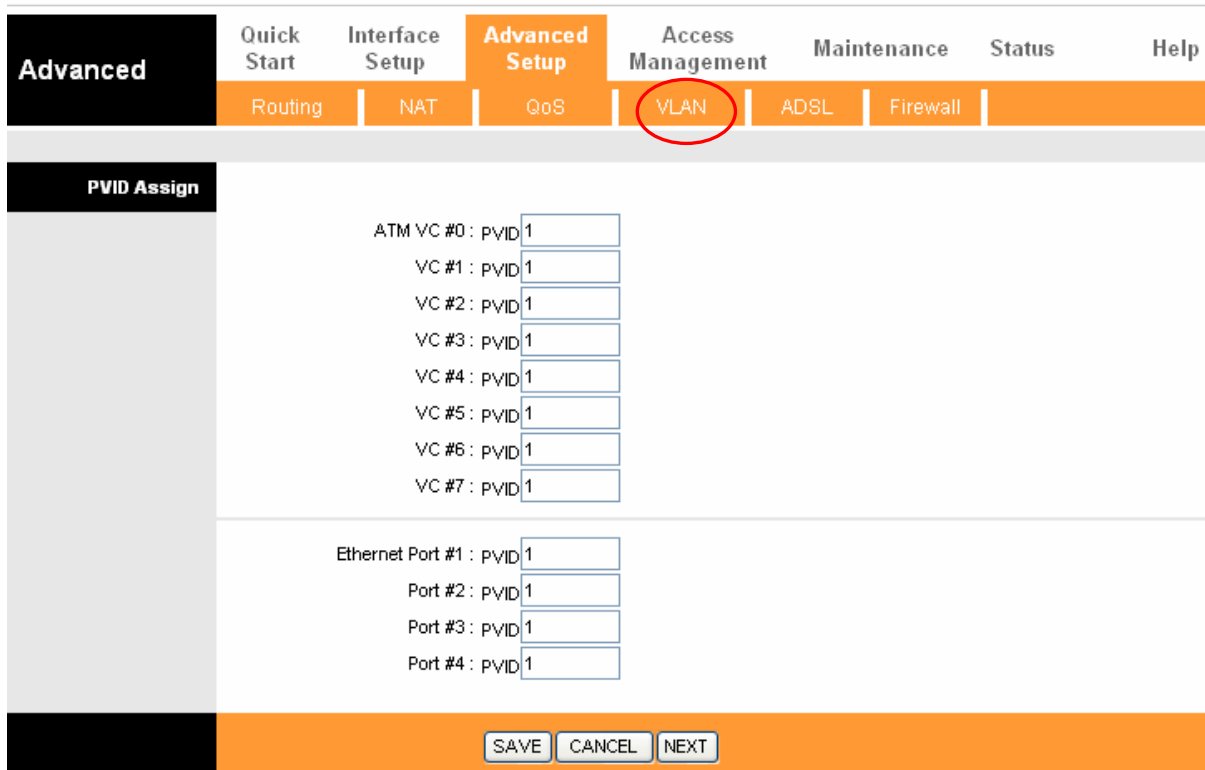 Advanced
Quick Start
Interface Setup
Advanced Setup
Access Management
Maintenance
Status
Help
Routing
NAT
QoS
VLAN
ADSL
Firewall
PVID Assign
ATM VC #0 : PVID 1
VC #1 : PVID 1
VC #2 : PVID 1
VC #3 : PVID 1
VC #4 : PVID 1
VC #5 : PVID 1
VC #6 : PVID 1
VC #7 : PVID 1
Ethernet Port #1 : PVID 1
Port #2 : PVID 1
Port #3 : PVID 1
Port #4 : PVID 1
SAVE CANCEL NEXT